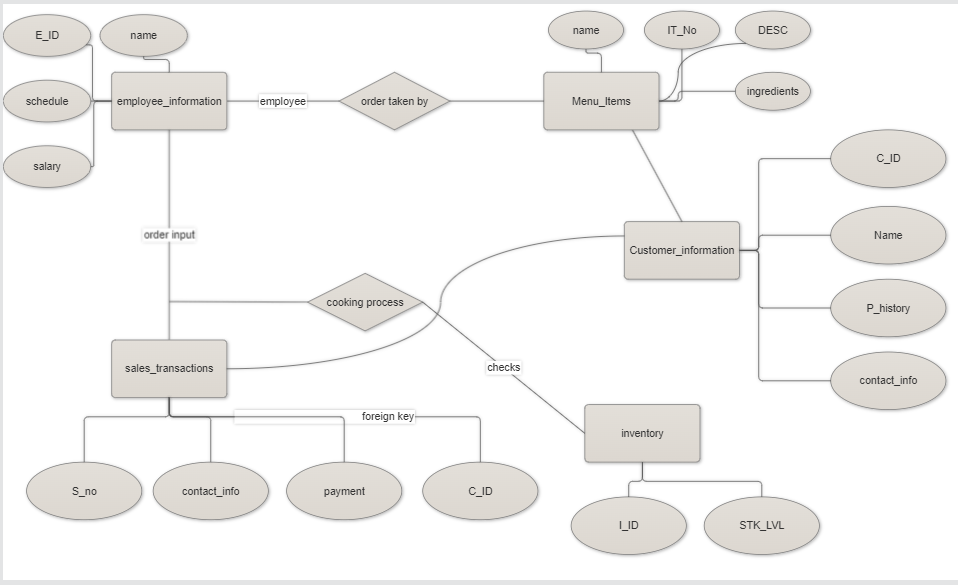 E_ID
name
name
IT_No
DESC
schedule
employee_information
employee
order taken by
Menu_Items
ingredients
salary
C_ID
order input
Name
Customer_information
cooking process
P_history
sales_transactions
checks
contact_info
foreign key
inventory
S_no
contact_info
payment
C_ID
I_ID
STK_LVL